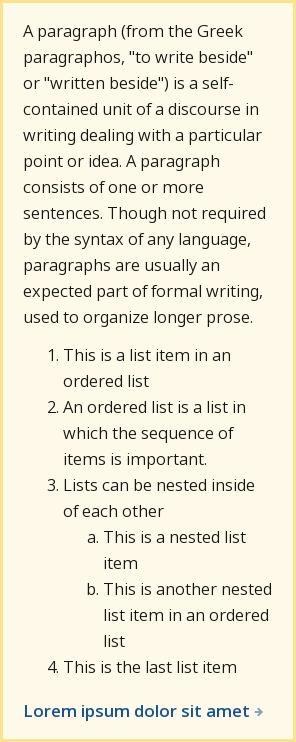 A paragraph (from the Greek
paragraphos, "to write beside"
or "written beside") is a self-
contained unit of a discourse in
writing dealing with a particular
point or idea. A paragraph
consists of one or more
sentences. Though not required
by the syntax of any language,
paragraphs are usually an
expected part of formal writing,
used to organize longer prose.
1. This is a list item in an
ordered list
2. An ordered list is a list in
which the sequence of
items is important.
3. Lists can be nested inside
of each other
a. This is a nested list
item
b. This is another nested
list item in an ordered
list
4. This is the last list item
Lorem ipsum dolor sit amet →